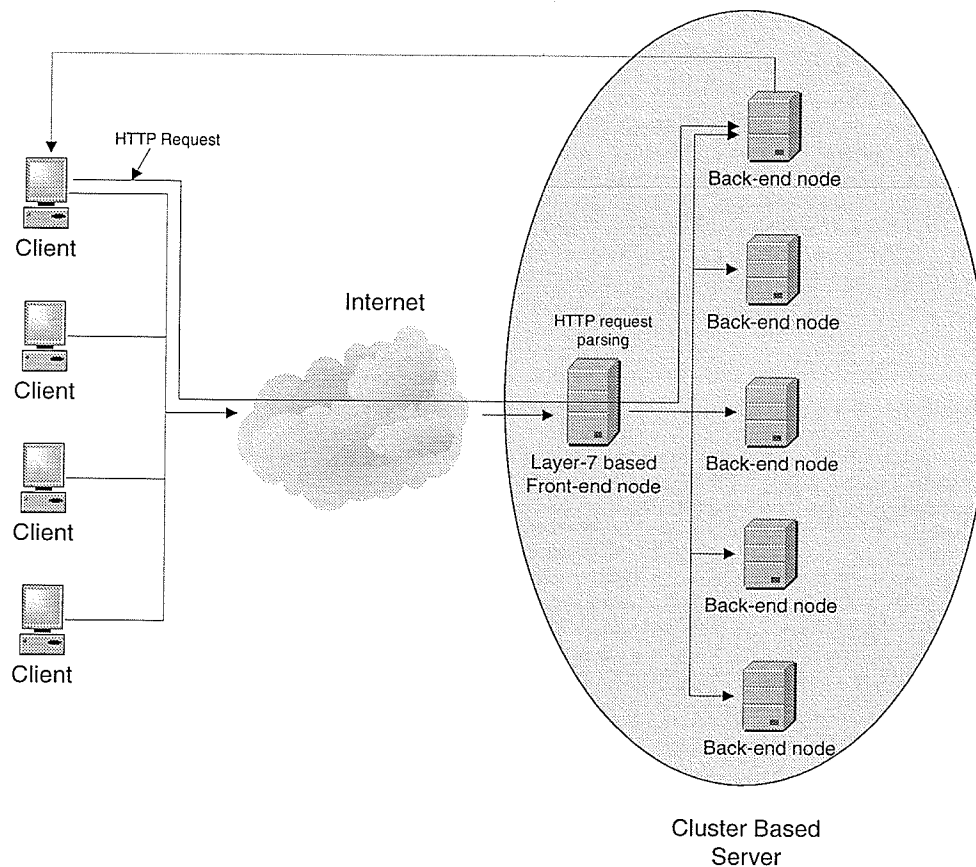 HTTP Request
Client
Client
Client
Client
Internet
HTTP request
parsing
Layer-7 based
Front-end node
Back-end node
Back-end node
Back-end node
Back-end node
Back-end node
Cluster Based
Server